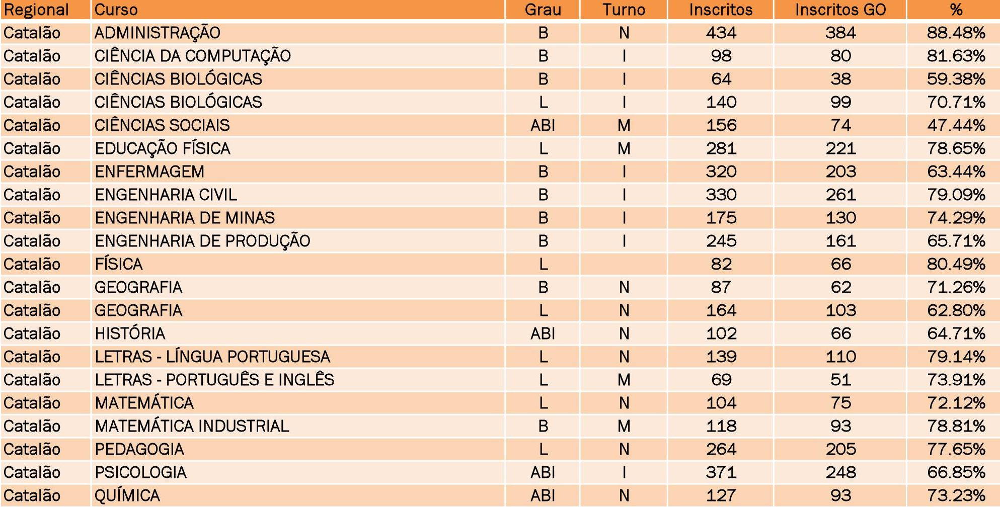 Regional Curso Grau Turno Inscritos Inscritos GO %
Catalão ADMINISTRAÇÃO B N 434 384 88.48%
Catalão CIÊNCIA DA COMPUTAÇÃO B I 98 80 81.63%
Catalão CIÊNCIAS BIOLÓGICAS B I 64 38 59.38%
Catalão CIÊNCIAS BIOLÓGICAS L I 140 99 70.71%
Catalão CIÊNCIAS SOCIAIS ABI M 156 74 47.44%
Catalão EDUCAÇÃO FÍSICA L M 281 221 78.65%
Catalão ENFERMAGEM B I 320 203 63.44%
Catalão ENGENHARIA CIVIL B I 330 261 79.09%
Catalão ENGENHARIA DE MINAS B I 175 130 74.29%
Catalão ENGENHARIA DE PRODUÇÃO B I 245 161 65.71%
Catalão FÍSICA L 82 66 80.49%
Catalão GEOGRAFIA B N 87 62 71.26%
Catalão GEOGRAFIA L N 164 103 62.80%
Catalão HISTÓRIA ABI N 102 66 64.71%
Catalão LETRAS - LÍNGUA PORTUGUESA L N 139 110 79.14%
Catalão LETRAS - PORTUGUÊS E INGLÊS L M 69 51 73.91%
Catalão MATEMÁTICA L N 104 75 72.12%
Catalão MATEMÁTICA INDUSTRIAL B M 118 93 78.81%
Catalão PEDAGOGIA L N 264 205 77.65%
Catalão PSICOLOGIA ABI I 371 248 66.85%
Catalão QUÍMICA ABI N 127 93 73.23%